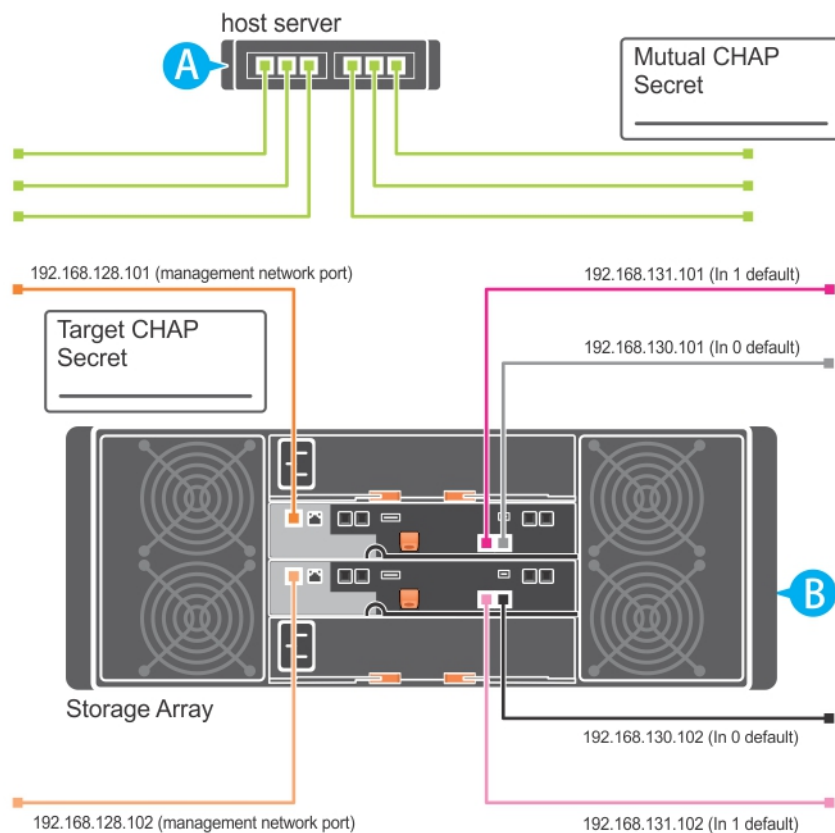 host server
A
Mutual CHAP
Secret
192.168.128.101 (management network port)
192.168.131.101 (In 1 default)
Target CHAP
Secret
192.168.130.101 (In 0 default)
B
Storage Array
192.168.130.102 (In 0 default)
192.168.128.102 (management network port)
192.168.131.102 (In 1 default)